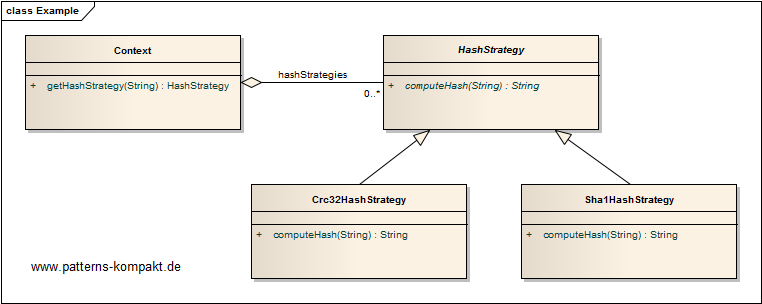 class Example
Context
+ getHashStrategy(String) : HashStrategy
hashStrategies
0..*
HashStrategy
+ computeHash(String) : String
Crc32HashStrategy
+ computeHash(String) : String
Sha1HashStrategy
+ computeHash(String) : String
www.patterns-kompakt.de